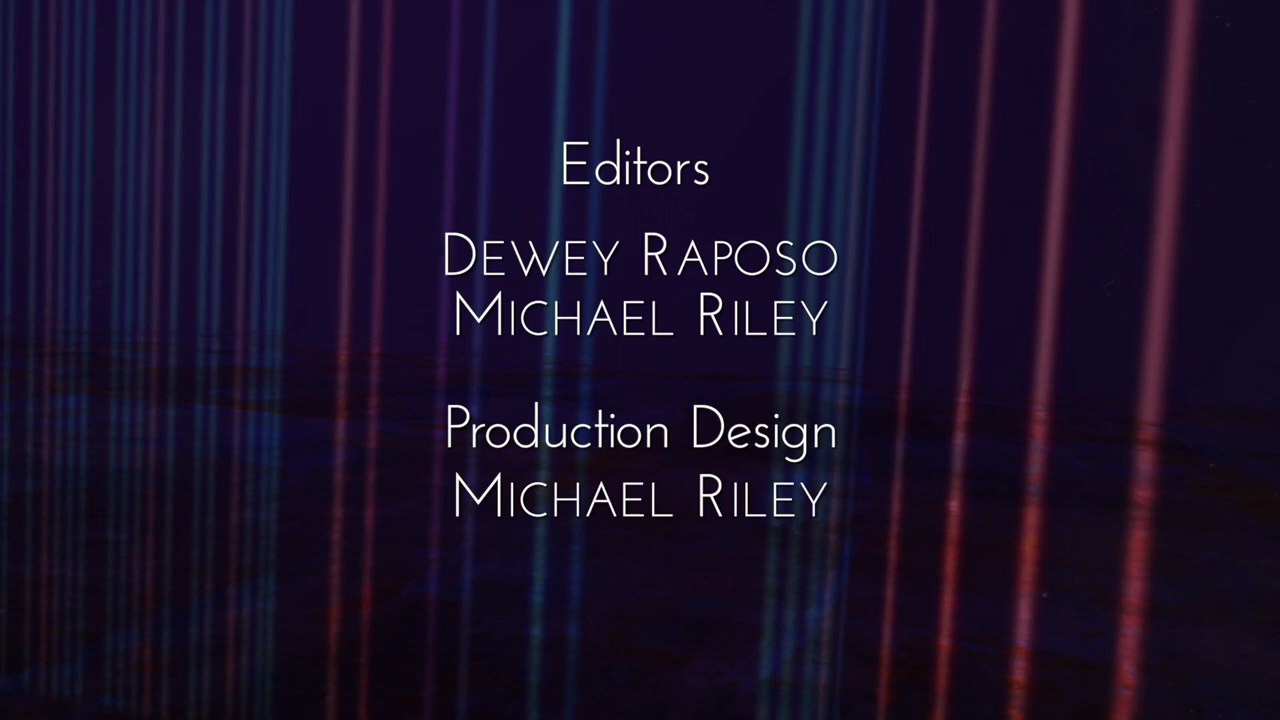 Editors
DEWEY RAPOSO
MICHAEL RILEY
Production Design
MICHAEL RILEY